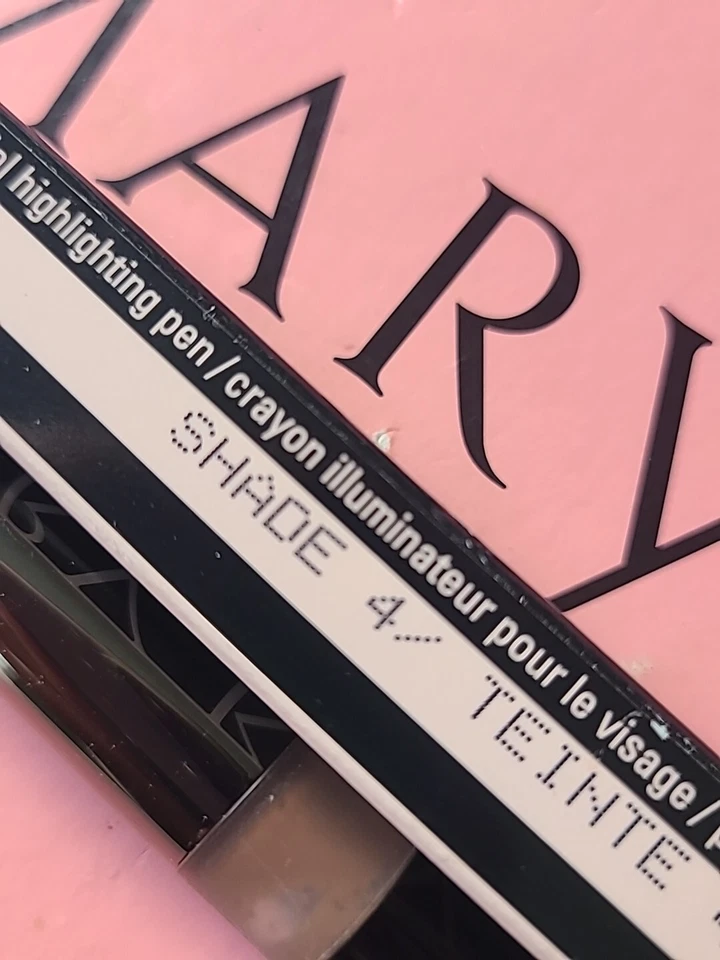 MARY
highlighting pen / crayon illuminateur pour le visage /
SHADE 4/ TEINTE